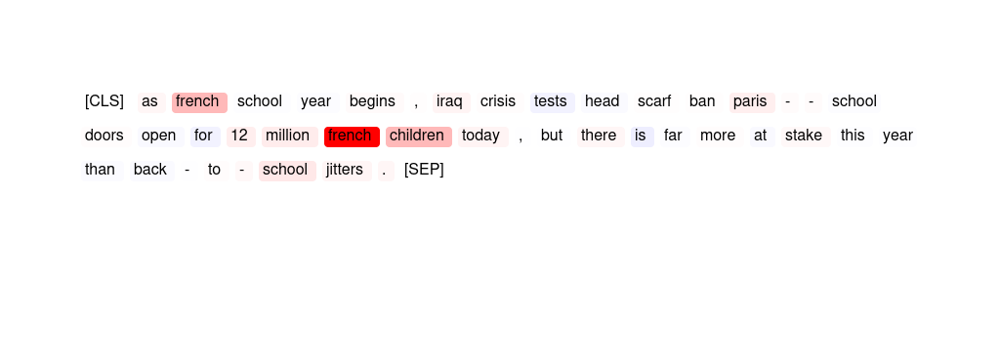 [CLS] as french school year begins , iraq crisis tests head scarf ban paris - - school
doors open for 12 million french children today , but there is far more at stake this year
than back - to - school jitters . [SEP]